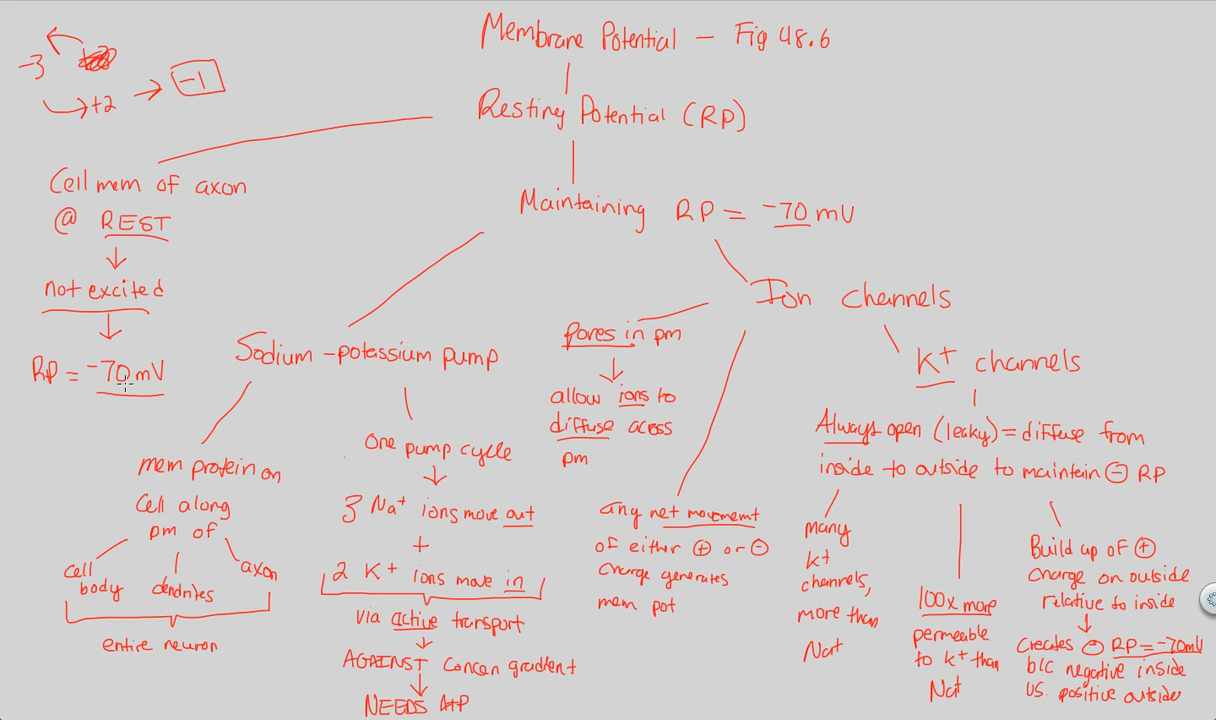 Membrane Potential – Fig 48.6
-3
+2 → -1
Resting Potential (RP)
Cell mem of axon
@ REST
↓
not excited
↓
RP = -70 mV
Maintaining RP = -70 mV
Sodium-potassium pump
mem protein on
cell along
pm of
cell
body
dendrites
axon
entire neuron
One pump cycle
↓
3 Na+ ions move out
+
2 K+ ions move in
via active transport
↓
AGAINST concen gradient
↓
NEEDS ATP
Ion channels
pores in pm
↓
allow ions to
diffuse across
pm
any net movement
of either ⊕ or ⊖
charge generates
mem pot
K+ channels
Always open (leaky) = diffuse from
inside to outside to maintain ⊖ RP
many
K+
channels,
more than
Na+
100x more
permeable
to K+ than
Na+
Build up of ⊕
charge on outside
relative to inside
↓
creates ⊖ RP = -70mV
b/c negative inside
vs. positive outside